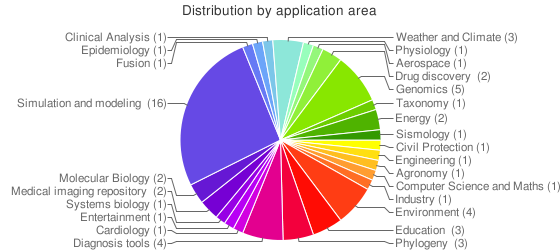 Distribution by application area
Clinical Analysis (1)
Epidemiology (1)
Fusion (1)
Simulation and modeling (16)
Molecular Biology (2)
Medical imaging repository (2)
Systems biology (1)
Entertainment (1)
Cardiology (1)
Diagnosis tools (4)
Weather and Climate (3)
Physiology (1)
Aerospace (1)
Drug discovery (2)
Genomics (5)
Taxonomy (1)
Energy (2)
Sismology (1)
Civil Protection (1)
Engineering (1)
Agronomy (1)
Computer Science and Maths (1)
Industry (1)
Environment (4)
Education (3)
Phylogeny (3)